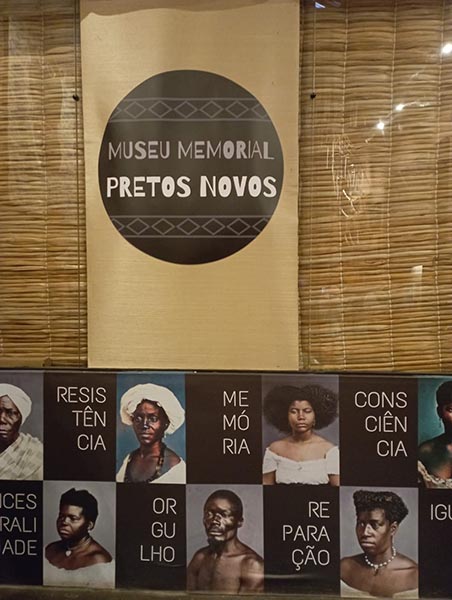 MUSEU MEMORIAL
PRETOS NOVOS
RESIS
TÊN
CIA
ME
MÓ
RIA
CONS
CIÊN
CIA
NCES
RALI
ADE
OR
GU
LHO
RE
PARA
ÇÃO
IGU